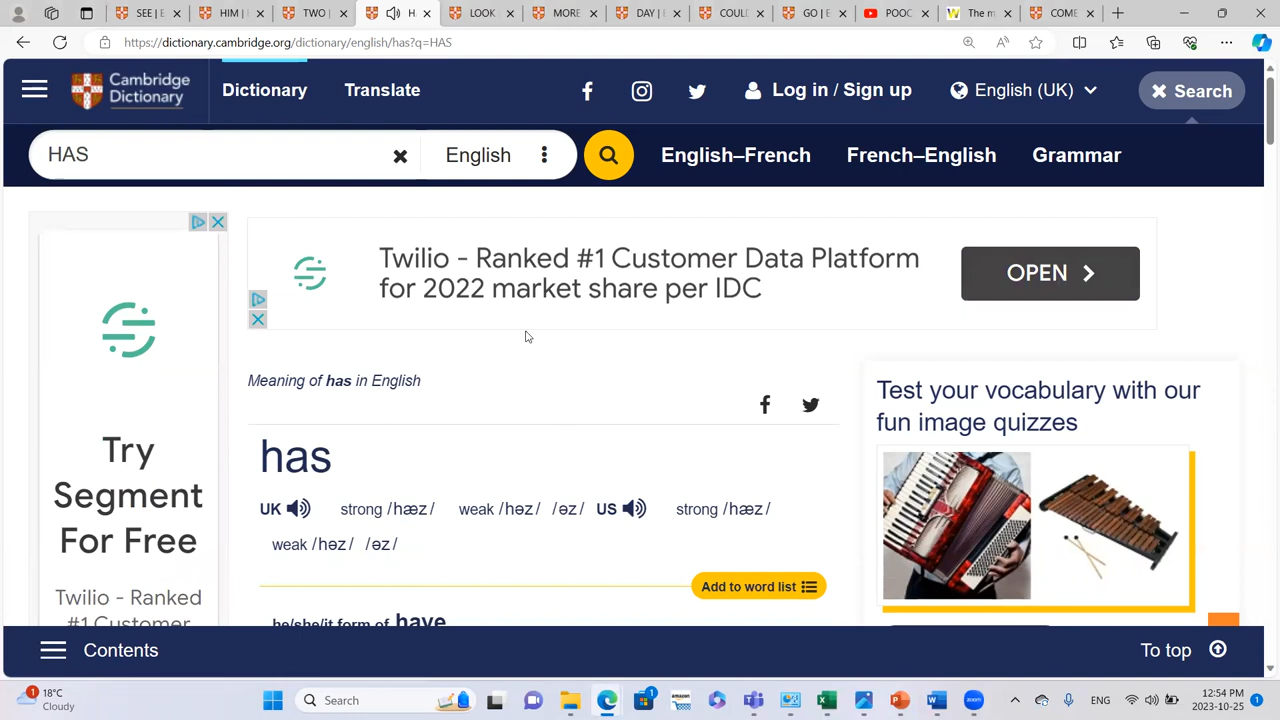 SEE | E
HIM | 
TWO | 
H
LOOK
MORE
DAY | E
COULD
GO | E
POOC
The m
COME
https://dictionary.cambridge.org/dictionary/english/has?q=HAS
Cambridge Dictionary
Dictionary
Translate
Log in / Sign up
English (UK)
Search
HAS
English
English–French
French–English
Grammar
Twilio - Ranked #1 Customer Data Platform
for 2022 market share per IDC
OPEN
Try
Segment
For Free
Twilio - Ranked
#1 Customer
Meaning of has in English
has
UK strong /hæz/ weak /həz/ /əz/ US strong /hæz/
weak /həz/ /əz/
Add to word list
he/she/it form of have
Test your vocabulary with our
fun image quizzes
Contents
To top
1
18°C
Cloudy
Search
1
ENG
12:54 PM
2023-10-25
1